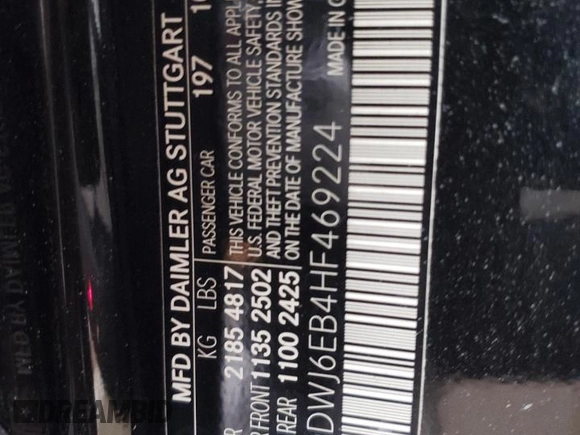 MFD BY DAIMLER AG STUTTGART
197
KG LBS PASSENGER CAR
2185 4817 THIS VEHICLE CONFORMS TO ALL
FRONT 1135 2502 U.S. FEDERAL MOTOR VEHICLE SAFETY,
REAR 1100 2425 AND THEFT PREVENTION STANDARDS IN
ON THE DATE OF MANUFACTURE SHOW
DWJ6EB4HF469224 MADE IN
DREAMBID